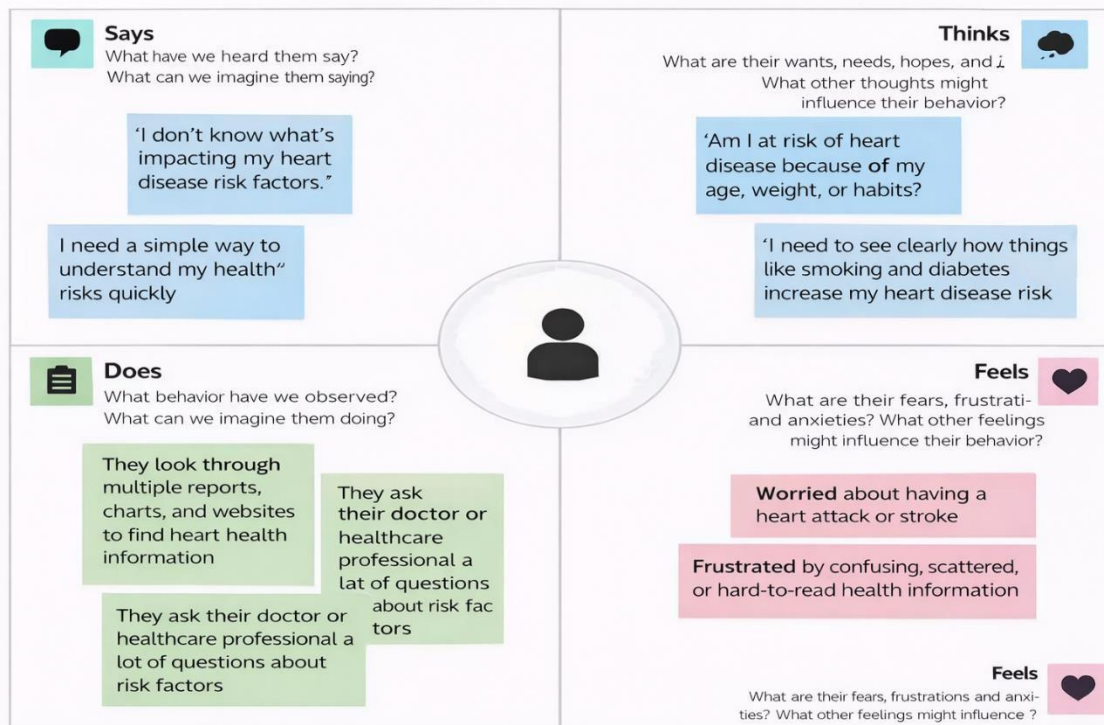 Says
What have we heard them say?
What can we imagine them saying?
'I don't know what's
impacting my heart
disease risk factors."
I need a simple way to
understand my health"
risks quickly
Thinks
What are their wants, needs, hopes, and
What other thoughts might
influence their behavior?
'Am I at risk of heart
disease because of my
age, weight, or habits?
'I need to see clearly how things
like smoking and diabetes
increase my heart disease risk
Does
What behavior have we observed?
What can we imagine them doing?
They look through
multiple reports,
charts, and websites
to find heart health
information
They ask
their doctor or
healthcare
professional a
lat of questions
about risk fac
tors
They ask their doctor or
healthcare professional a
lot of questions about
risk factors
Feels
What are their fears, frustrati-
and anxieties? What other feelings
might influence their behavior?
Worried about having a
heart attack or stroke
Frustrated by confusing, scattered,
or hard-to-read health information
Feels
What are their fears, frustrations and anxi-
ties? What other feelings might influence ?